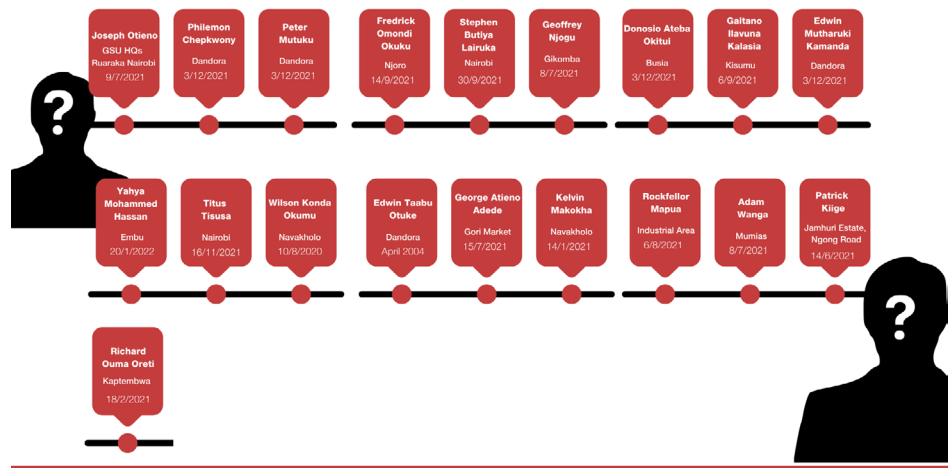 Joseph Otieno
GSU HQs
Ruaraka Nairobi
9/7/2021
Philemon
Chepkwony
Dandora
3/12/2021
Peter
Mutuku
Dandora
3/12/2021
Fredrick
Omondi
Okuku
Njoro
14/9/2021
Stephen
Butiya
Lairuka
Nairobi
30/9/2021
Geoffrey
Njogu
Gikomba
8/7/2021
Donosio Ateba
Okitui
Busia
3/12/2021
Gaitano
Ilavuna
Kalasia
Kisumu
6/9/2021
Edwin
Mutharuki
Kamanda
Dandora
3/12/2021
?
Yahya
Mohammed
Hassan
Embu
20/1/2022
Titus
Tisusa
Nairobi
16/11/2021
Wilson Konda
Okumu
Navakholo
10/8/2020
Edwin Taabu
Otuke
Dandora
April 2004
George Atieno
Adede
Gori Market
15/7/2021
Kelvin
Makokha
Navakholo
14/1/2021
Rockfellor
Mapua
Industrial Area
6/8/2021
Adam
Wanga
Mumias
8/7/2021
Patrick
Kiige
Jamhuri Estate,
Ngong Road
14/6/2021
?
Richard
Ouma Oreti
Kaptembwa
18/2/2021